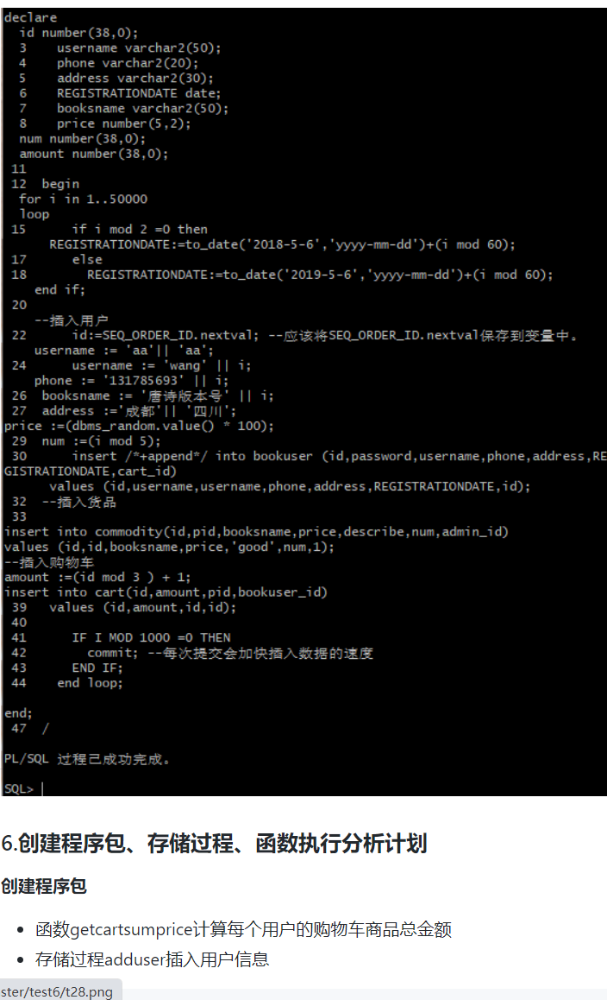 declare
id number(38,0);
3 username varchar2(50);
4 phone varchar2(20);
5 address varchar2(30);
6 REGISTRATIONDATE date;
7 booksname varchar2(50);
8 price number(5,2);
num number(38,0);
amount number(38,0);
11
12 begin
for i in 1..50000
loop
15 if i mod 2 =0 then
REGISTRATIONDATE:=to_date('2018-5-6','yyyy-mm-dd')+(i mod 60);
17 else
18 REGISTRATIONDATE:=to_date('2019-5-6','yyyy-mm-dd')+(i mod 60);
end if;
20
--插入用户
22 id:=SEQ_ORDER_ID.nextval; --应该将SEQ_ORDER_ID.nextval保存到变量中。
username := 'aa'|| 'aa';
24 username := 'wang' || i;
phone := '131785693' || i;
26 booksname := '唐诗版本号' || i;
27 address :='成都'|| '四川';
price :=(dbms_random.value() * 100);
29 num :=(i mod 5);
30 insert /*+append*/ into bookuser (id,password,username,phone,address,RE
GISTRATIONDATE,cart_id)
values (id,username,username,phone,address,REGISTRATIONDATE,id);
32 --插入货品
33
insert into commodity(id,pid,booksname,price,describe,num,admin_id)
values (id,id,booksname,price,'good',num,1);
--插入购物车
amount :=(id mod 3 ) + 1;
insert into cart(id,amount,pid,bookuser_id)
39 values (id,amount,id,id);
40
41 IF I MOD 1000 =0 THEN
42 commit; --每次提交会加快插入数据的速度
43 END IF;
44 end loop;
end;
47 /
PL/SQL 过程已成功完成。
SQL>
6.创建程序包、存储过程、函数执行分析计划
创建程序包
• 函数getcartsumprice计算每个用户的购物车商品总金额
• 存储过程adduser插入用户信息
ster/test6/t28.png